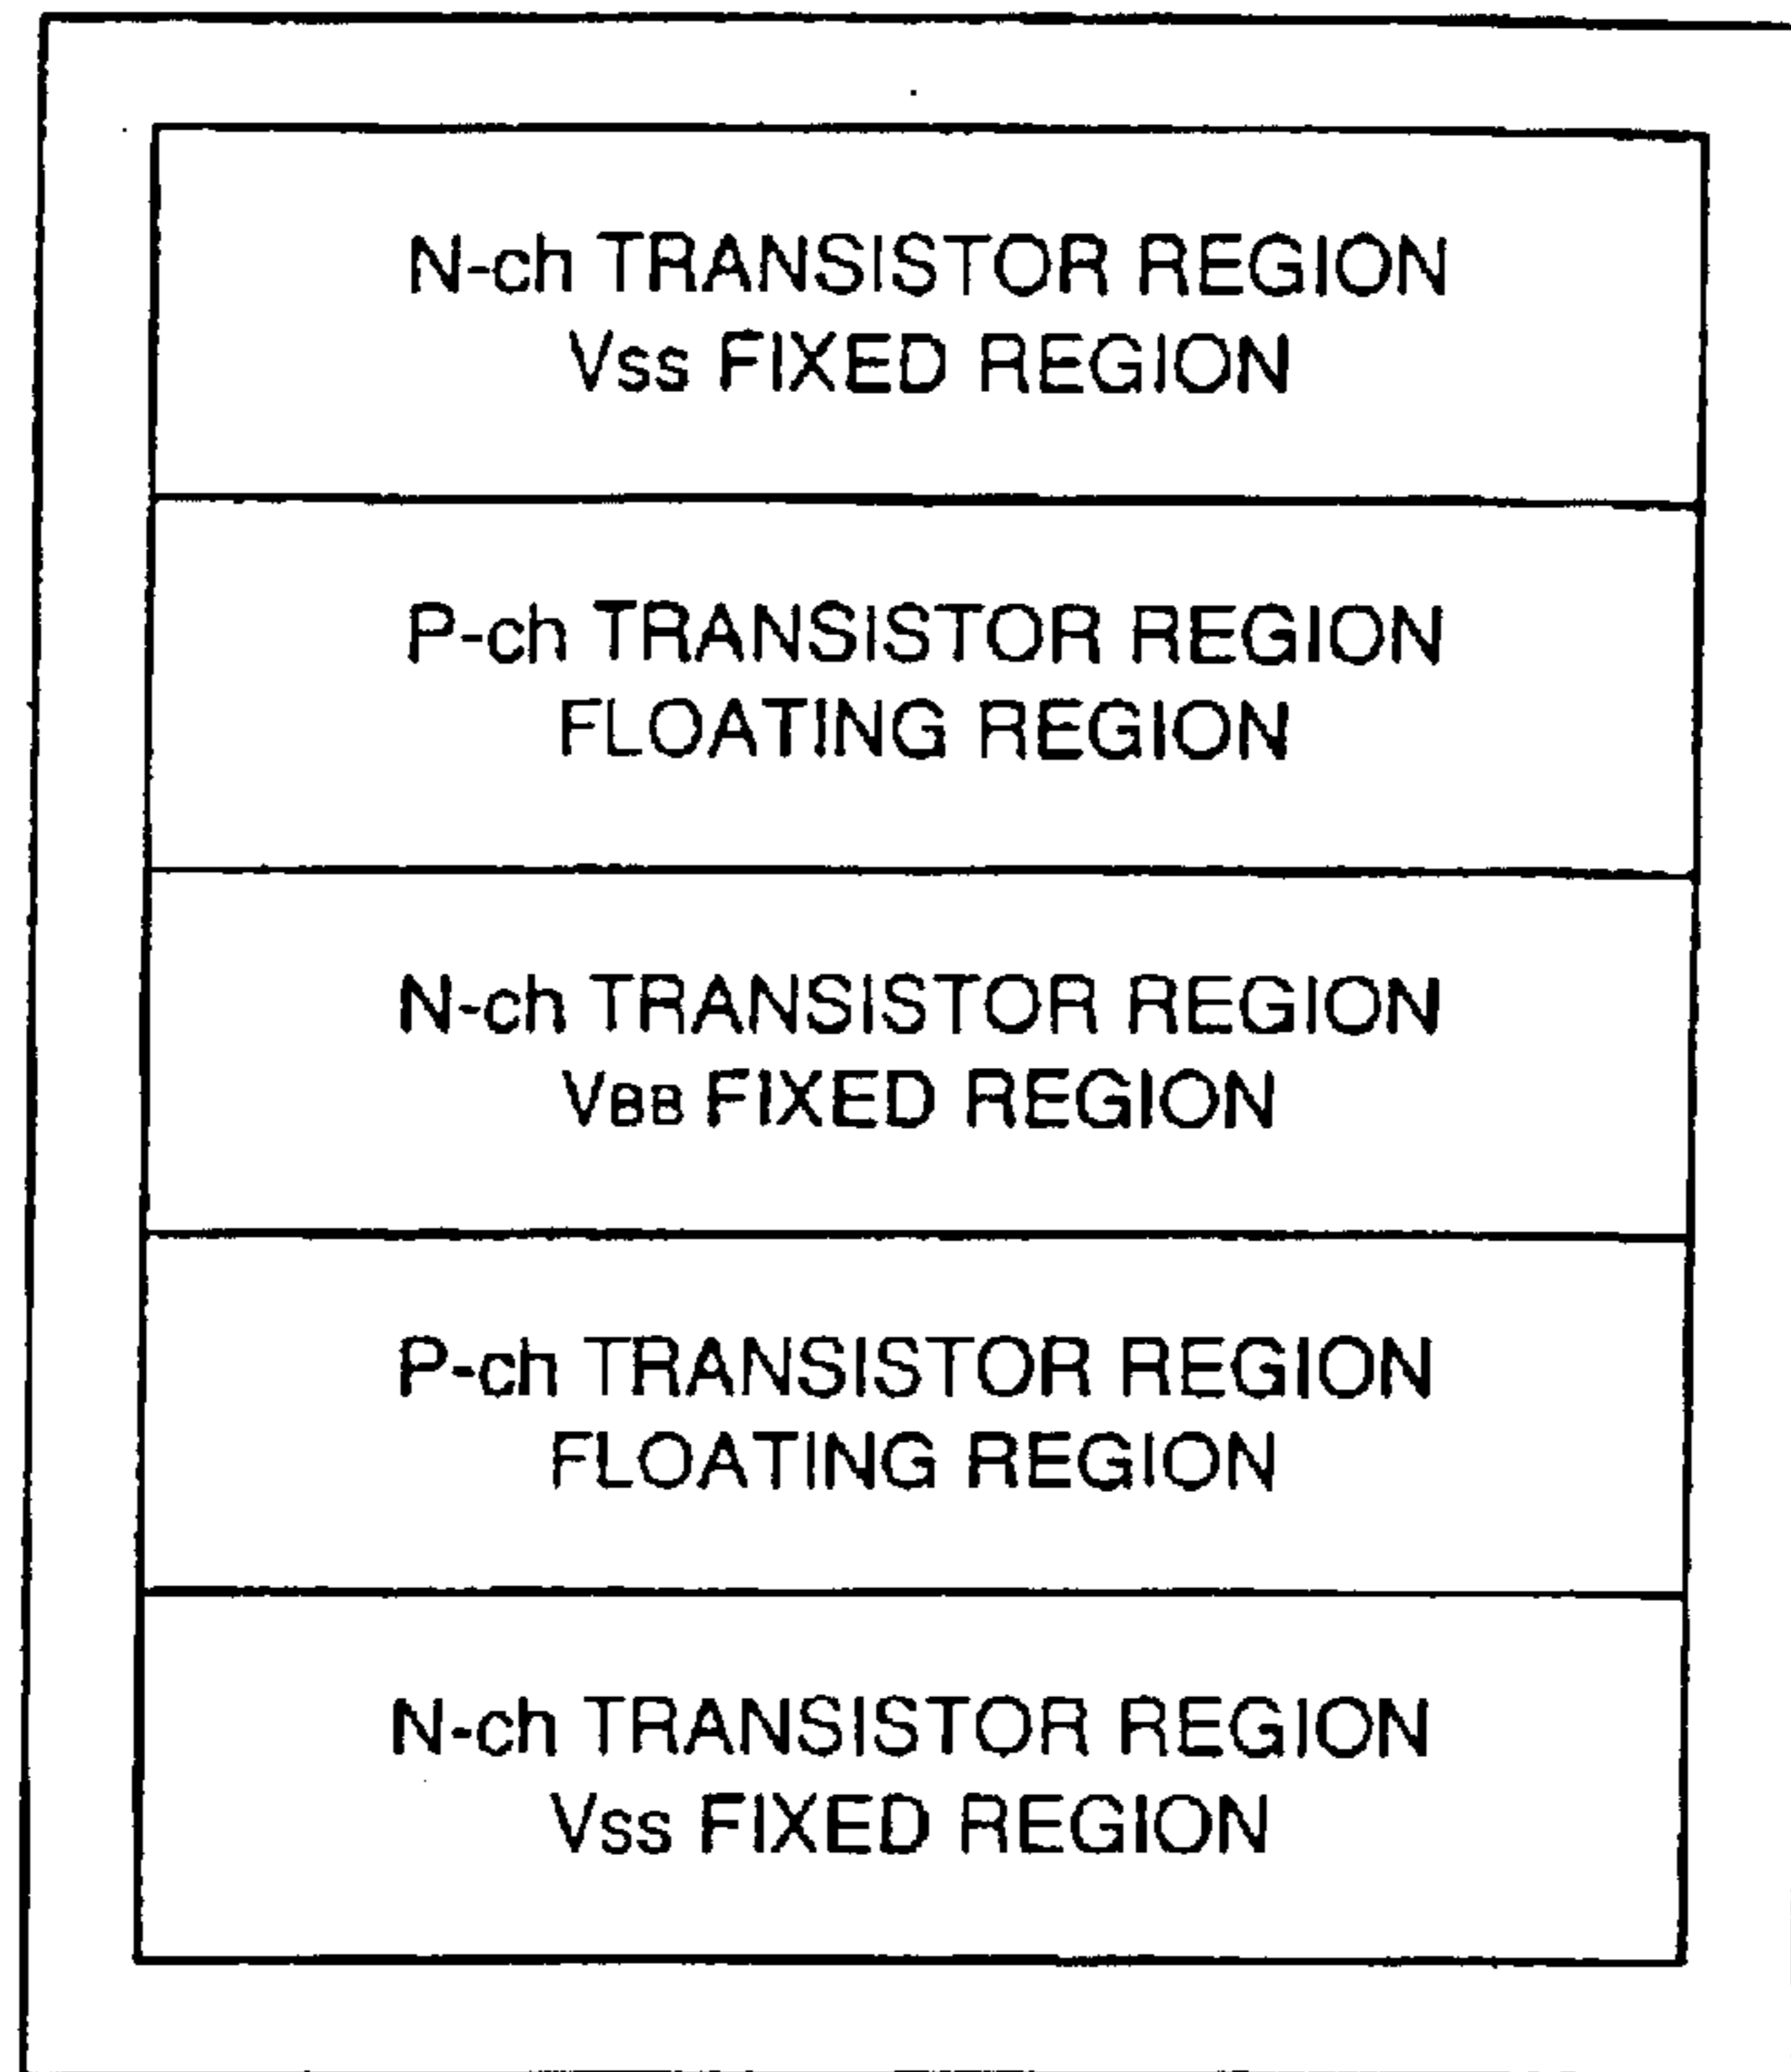 N-ch TRANSISTOR REGION
Vss FIXED REGION
P-ch TRANSISTOR REGION
FLOATING REGION
N-ch TRANSISTOR REGION
VBB FIXED REGION
P-ch TRANSISTOR REGION
FLOATING REGION
N-ch TRANSISTOR REGION
Vss FIXED REGION